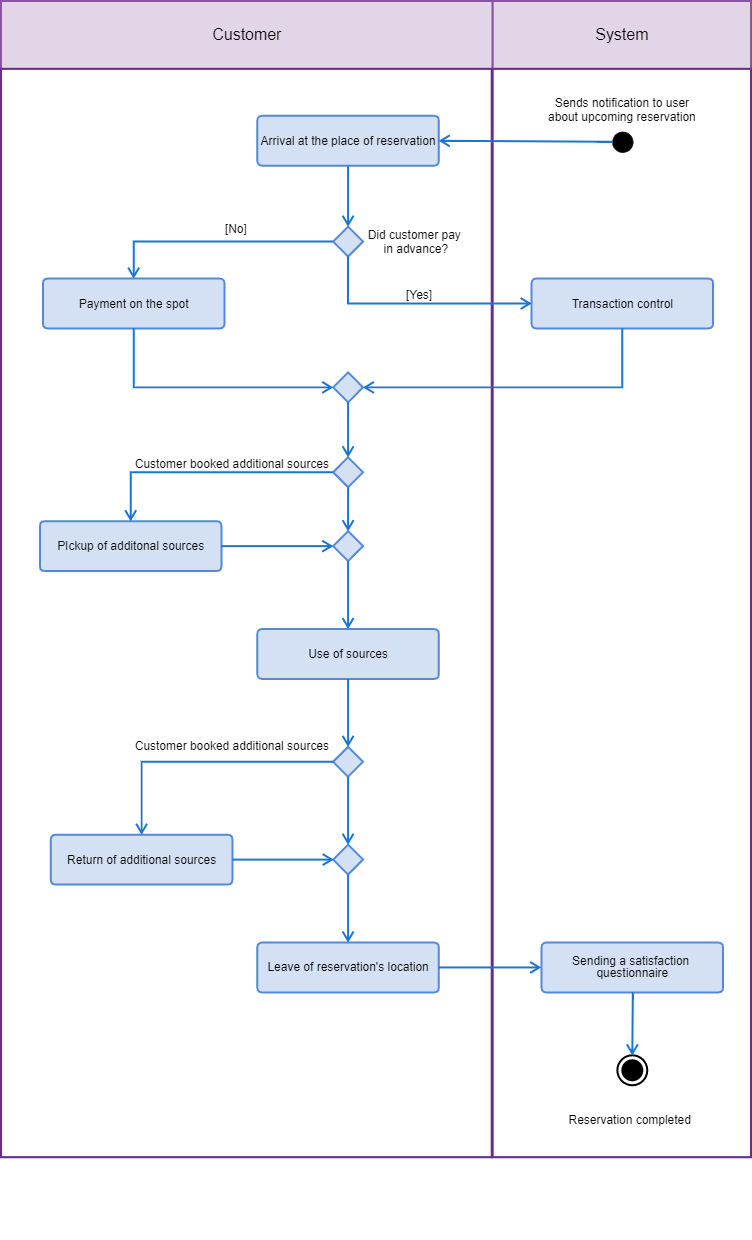 Customer
System
Sends notification to user
about upcoming reservation
Arrival at the place of reservation
[No]
Did customer pay
in advance?
[Yes]
Payment on the spot
Transaction control
Customer booked additional sources
PIckup of additonal sources
Use of sources
Customer booked additional sources
Return of additional sources
Leave of reservation's location
Sending a satisfaction
questionnaire
Reservation completed